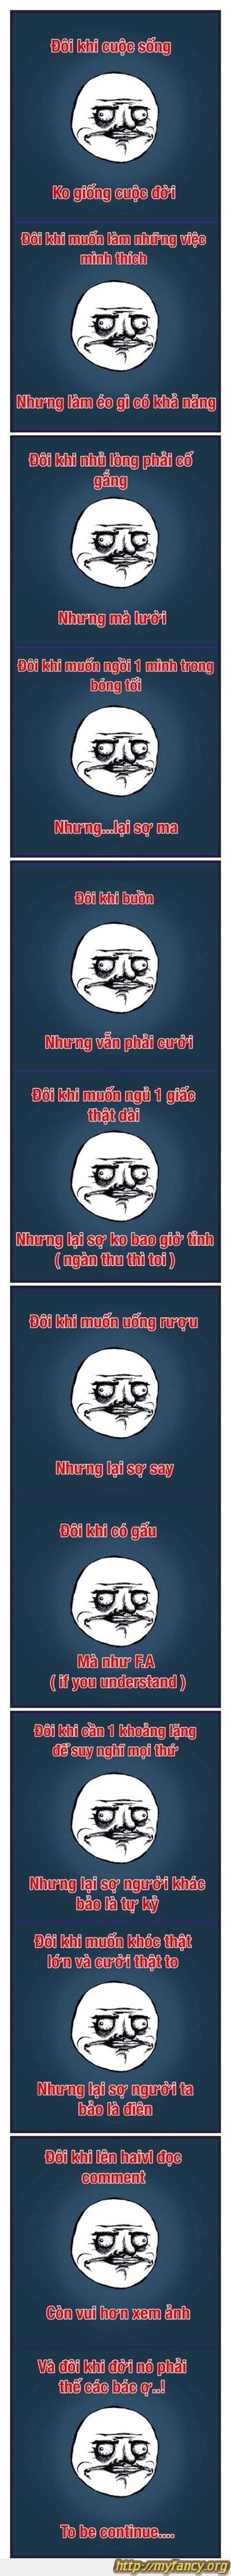 Đôi khi cuộc sống
Ko giống cuộc đời
Đôi khi muốn làm những việc
mình thích
Nhưng làm éo gì có khả năng
Đôi khi nhủ lòng phải cố
gắng
Nhưng mà lười
Đôi khi muốn ngồi 1 mình trong
bóng tối
Nhưng...lại sợ ma
Đôi khi buồn
Nhưng vẫn phải cười
Đôi khi muốn ngủ 1 giấc
thật dài
Nhưng lại sợ ko bao giờ tỉnh
( ngàn thu thì toi )
Đôi khi muốn uống rượu
Nhưng lại sợ say
Đôi khi có gấu
Mà như F.A
( if you understand )
Đôi khi cần 1 khoảng lặng
để suy nghĩ mọi thứ
Nhưng lại sợ người khác
bảo là tự kỷ
Đôi khi muốn khóc thật
lớn và cười thật to
Nhưng lại sợ người ta
bảo là điên
Đôi khi lên haivl đọc
comment
Còn vui hơn xem ảnh
Và đôi khi đời nó phải
thế các bác ợ..!
To be continue....
http://myfancy.org